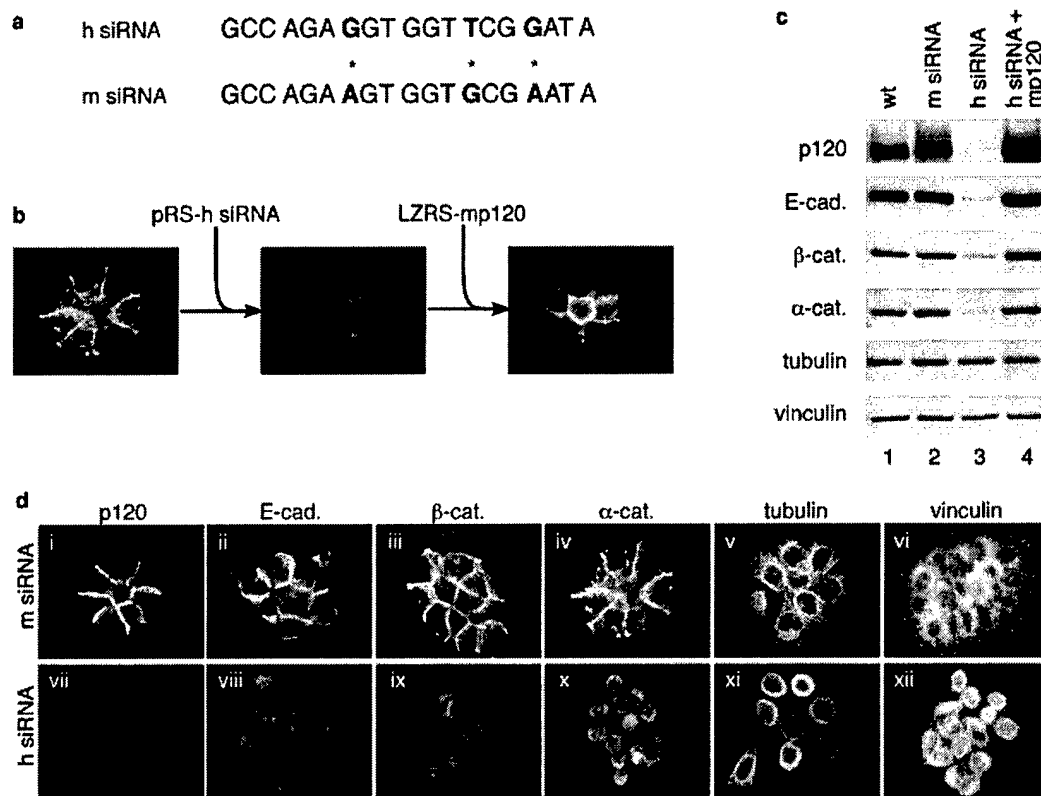 a
h siRNA GCC AGA GGT GGT TCG GAT A
* * *
m siRNA GCC AGA AGT GGT GCG AAT A
b
pRS-h siRNA LZRS-mp120
c
wt
m siRNA
h siRNA
h siRNA +
mp120
p120
E-cad.
β-cat.
α-cat.
tubulin
vinculin
1 2 3 4
d
p120 E-cad. β-cat. α-cat. tubulin vinculin
m siRNA
i ii iii iv v vi
h siRNA
vii viii ix x xi xii